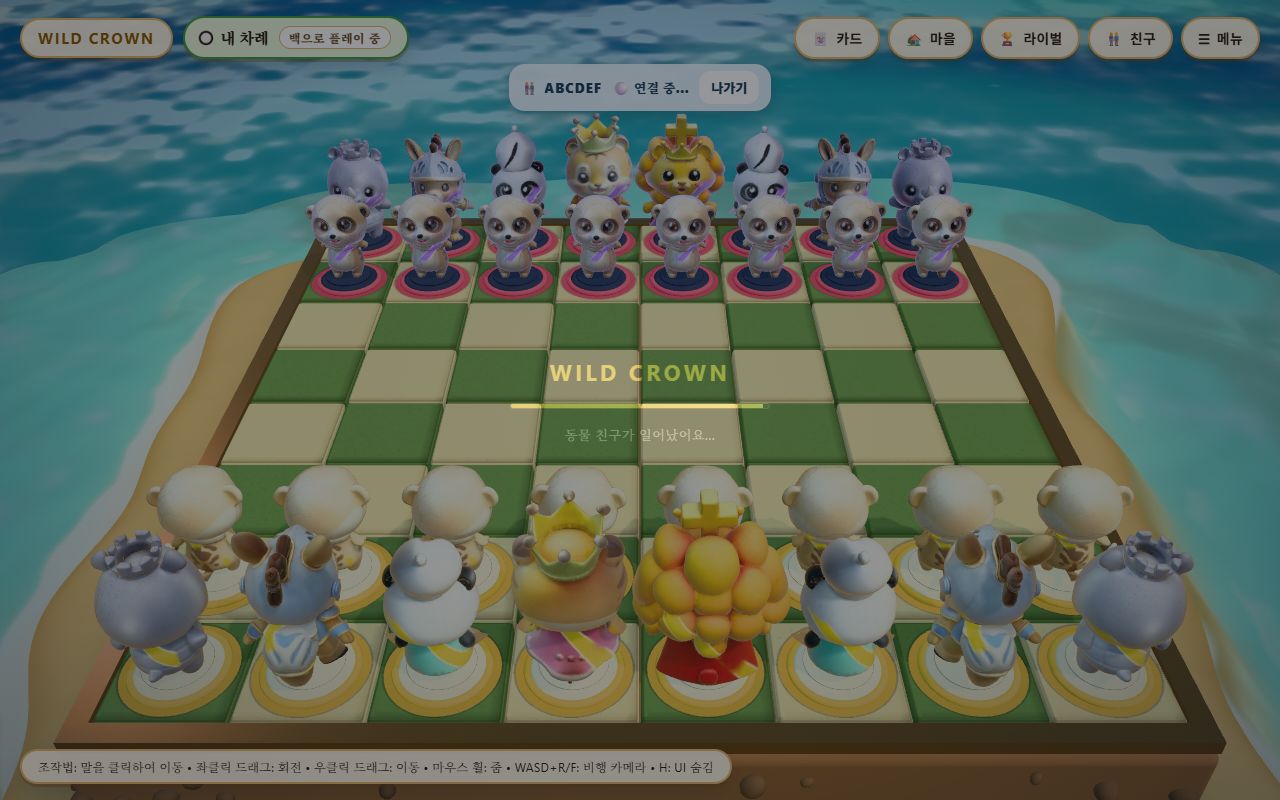 WILD CROWN
내 차례 백으로 플레이 중
카드
마을
라이벌
친구
메뉴
ABCDEF 연결 중... 나가기
WILD CROWN
동물 친구가 일어났어요...
조작법: 말을 클릭하여 이동 • 좌클릭 드래그: 회전 • 우클릭 드래그: 이동 • 마우스 휠: 줌 • WASD+R/F: 비행 카메라 • H: UI 숨김